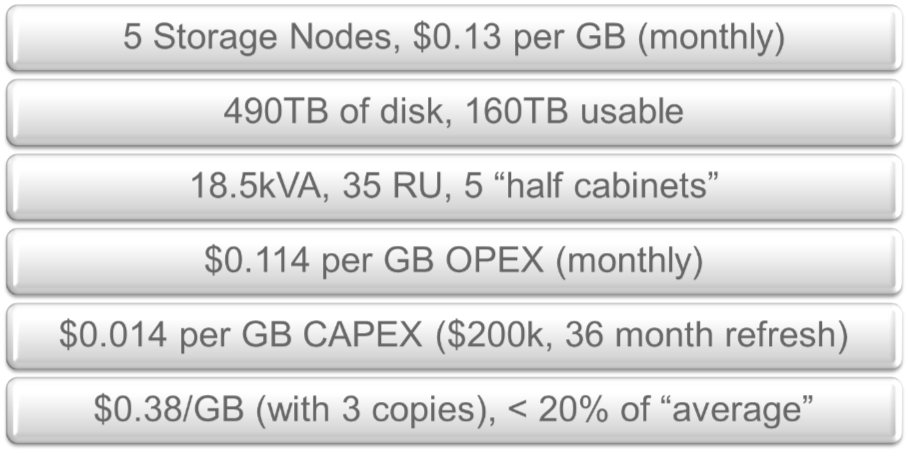 5 Storage Nodes, $0.13 per GB (monthly)
490TB of disk, 160TB usable
18.5kVA, 35 RU, 5 “half cabinets”
$0.114 per GB OPEX (monthly)
$0.014 per GB CAPEX ($200k, 36 month refresh)
$0.38/GB (with 3 copies), < 20% of “average”